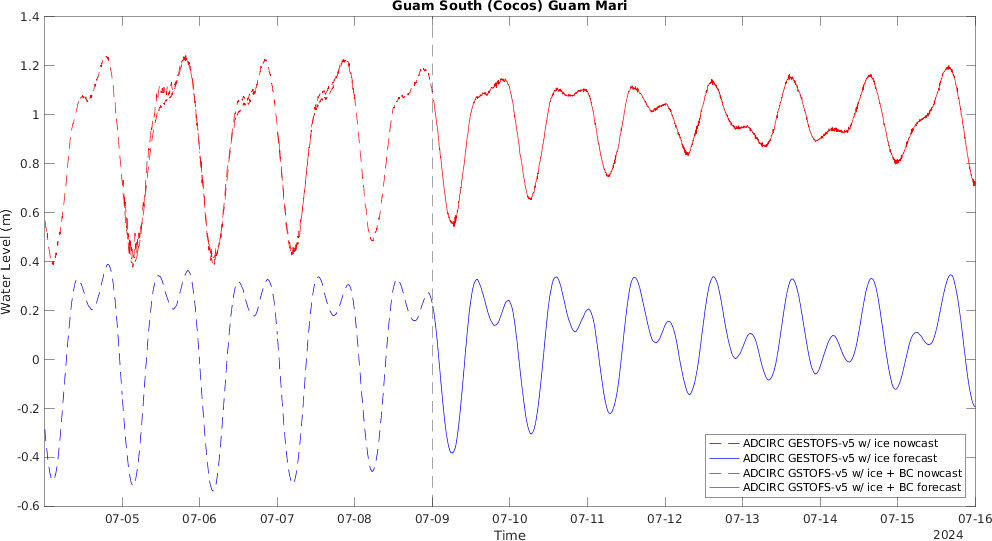 Guam South (Cocos) Guam Mari
1.4
1.2
1
0.8
0.6
0.4
0.2
0
-0.2
-0.4
-0.6
Water Level (m)
ADCIRC GESTOFS-v5 w/ ice nowcast
ADCIRC GESTOFS-v5 w/ ice forecast
ADCIRC GSTOFS-v5 w/ ice + BC nowcast
ADCIRC GSTOFS-v5 w/ ice + BC forecast
07-05 07-06 07-07 07-08 07-09 07-10 07-11 07-12 07-13 07-14 07-15 07-16
Time
2024